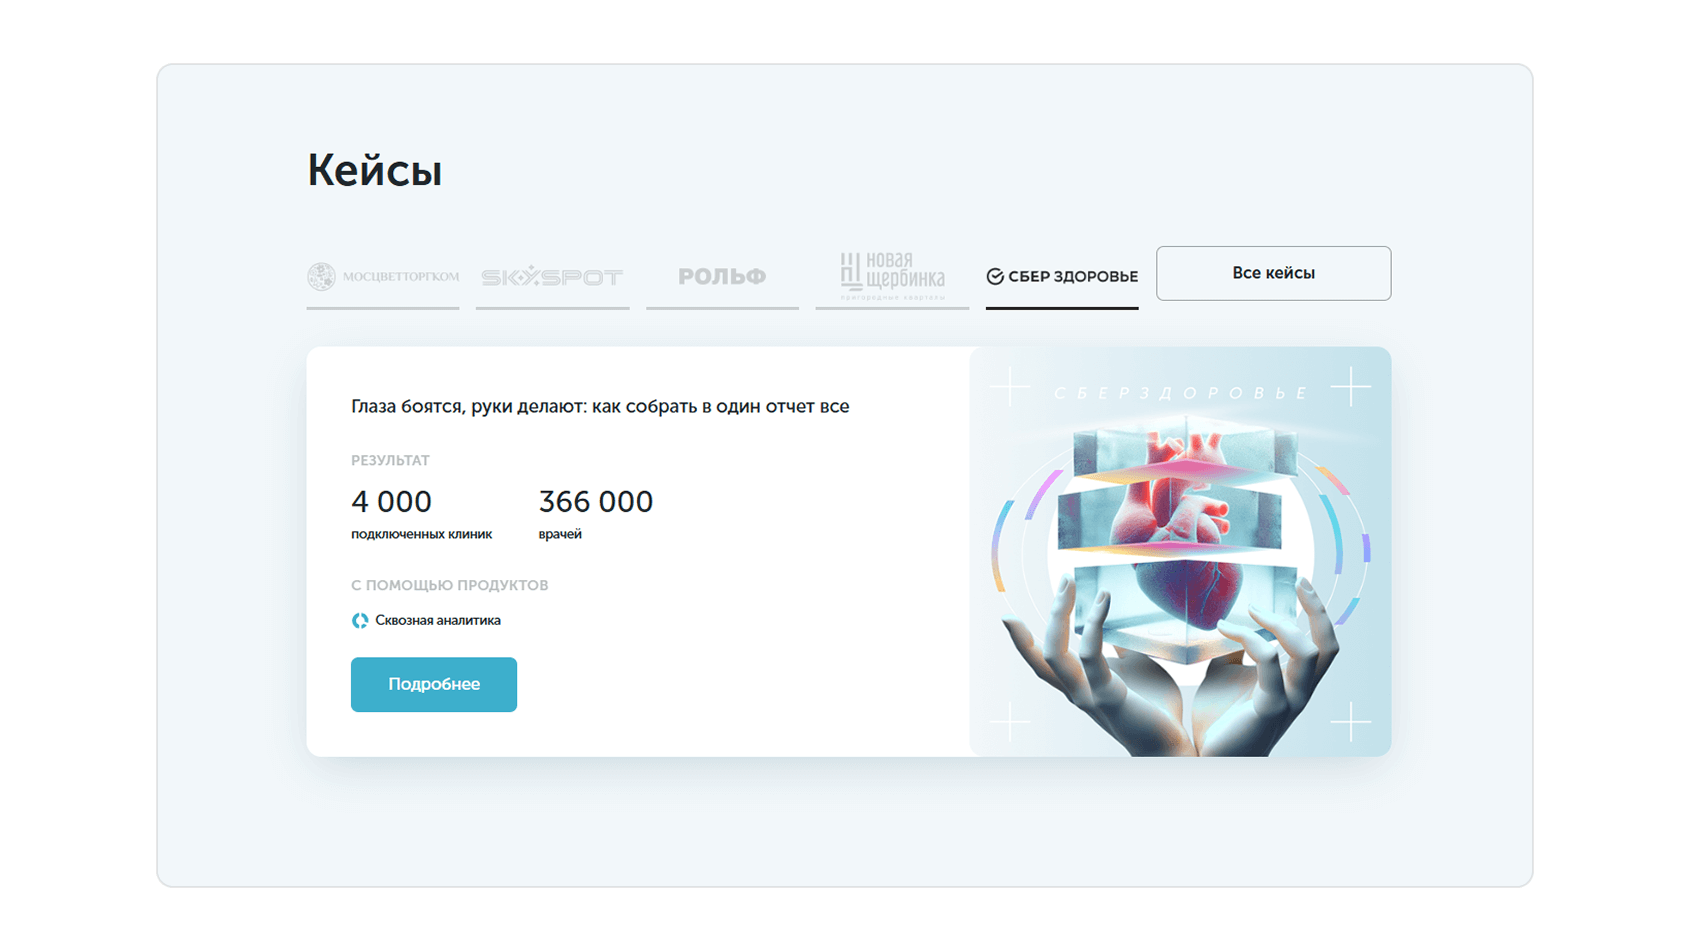 Кейсы
МОСЦВЕТТОРГКОМ
SKYSPOT
РОЛЬФ
НОВАЯ
ЩЕРБИНКА
пригородные кварталы
СБЕР ЗДОРОВЬЕ
Все кейсы
Глаза боятся, руки делают: как собрать в один отчет все
РЕЗУЛЬТАТ
4 000
подключенных клиник
366 000
врачей
С ПОМОЩЬЮ ПРОДУКТОВ
Сквозная аналитика
Подробнее
СБЕРЗДОРОВЬЕ